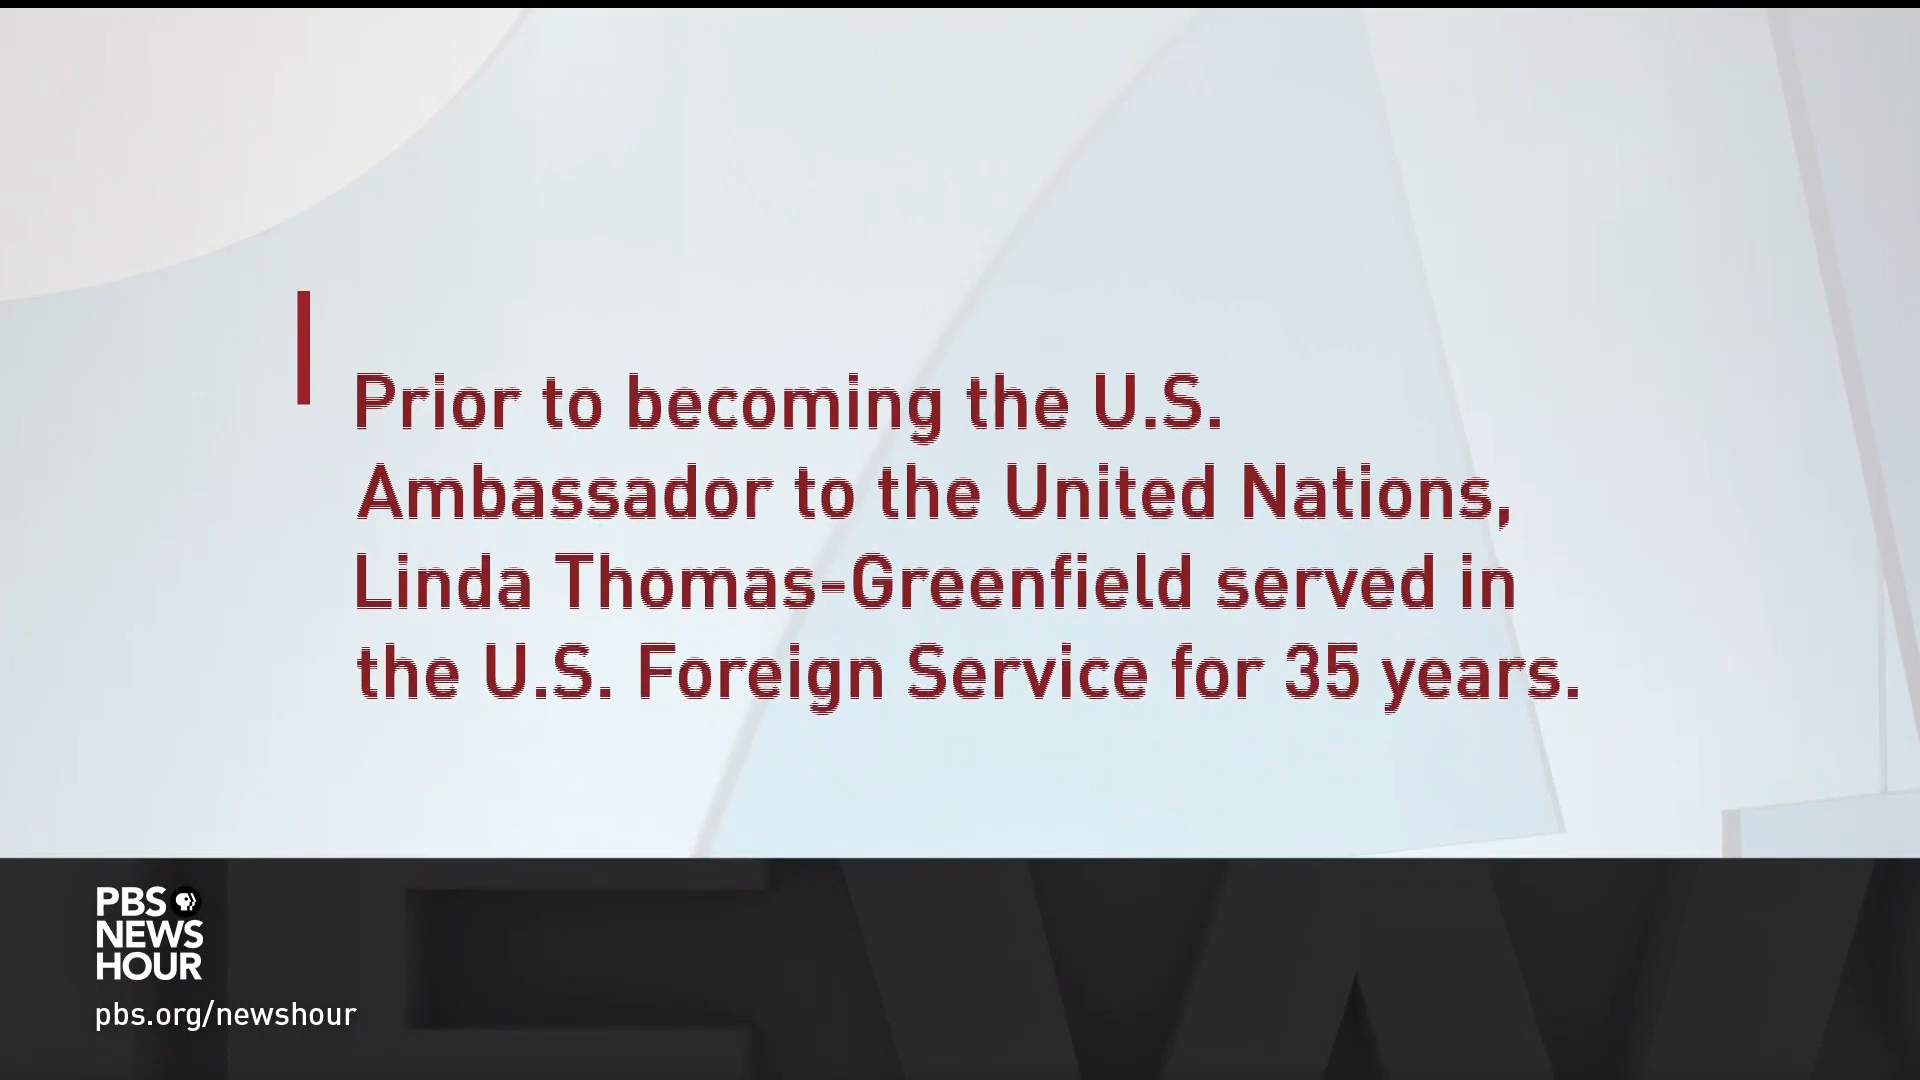 Prior to becoming the U.S.
Ambassador to the United Nations,
Linda Thomas-Greenfield served in
the U.S. Foreign Service for 35 years.
PBS
NEWS
HOUR
pbs.org/newshour